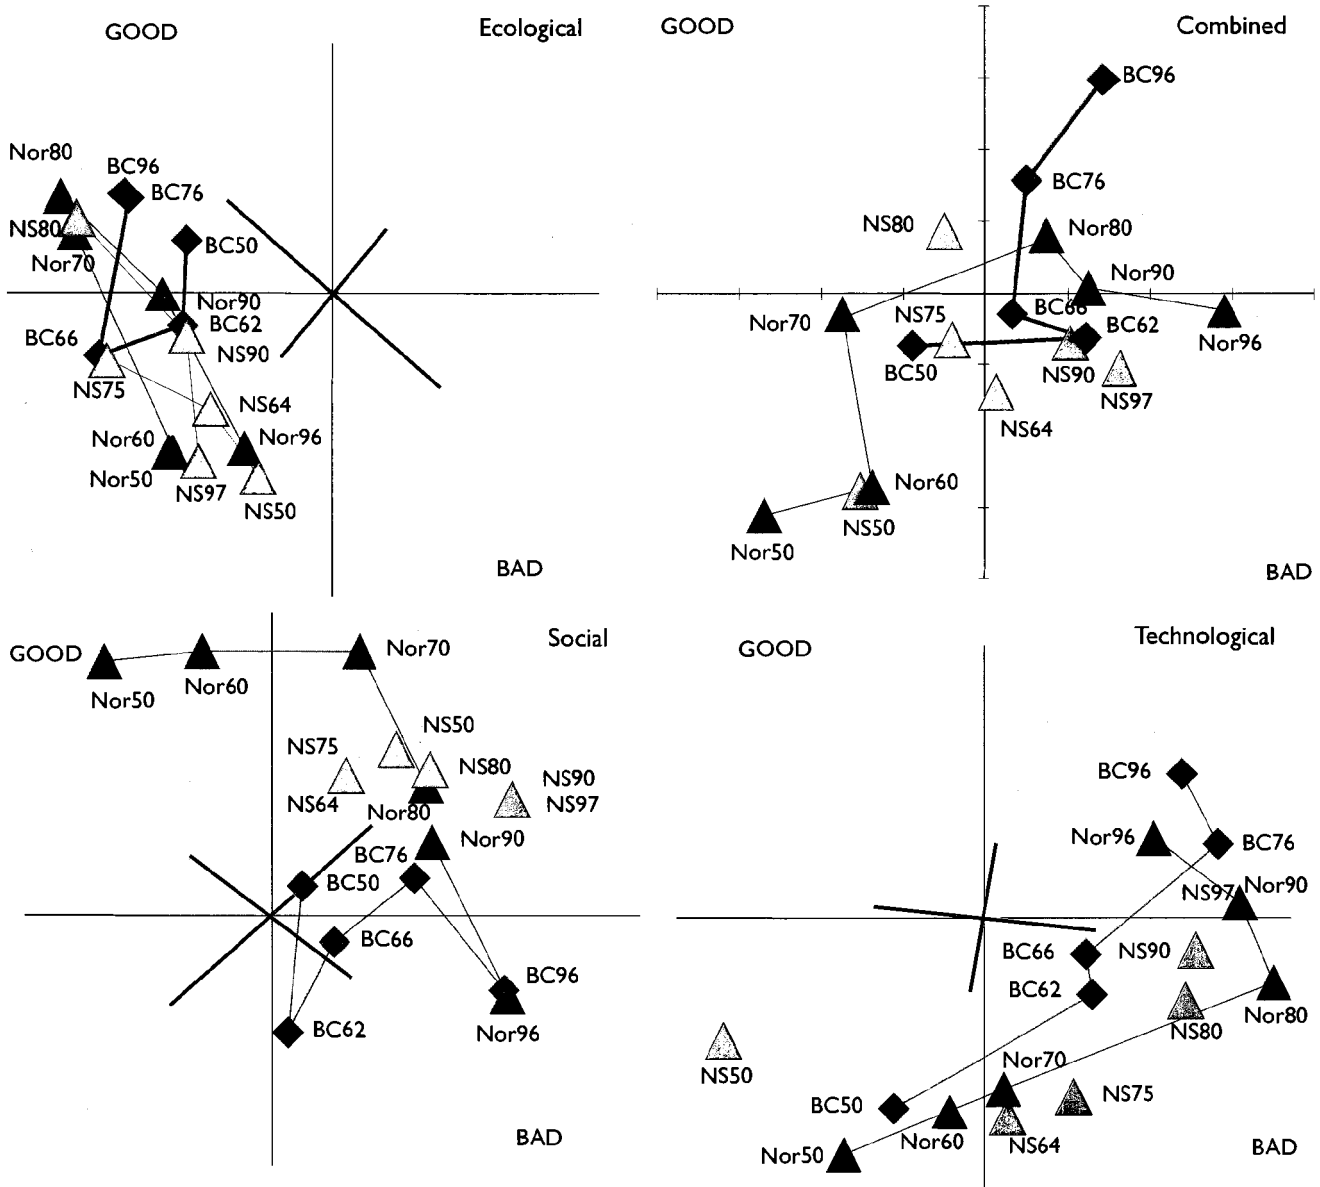 GOOD
Ecological
Nor80
BC96
BC76
NS80
BC50
Nor70
Nor90
BC62
BC66
NS90
NS75
NS64
Nor60
Nor96
Nor50
NS97
NS50
BAD
GOOD
Combined
BC96
BC76
NS80
Nor80
Nor90
NS75
BC66
Nor70
BC62
Nor96
BC50
NS90
NS97
NS64
Nor60
NS50
Nor50
BAD
Social
GOOD
Nor70
Nor50
Nor60
NS50
NS75
NS80
NS90
NS64
NS97
Nor80
Nor90
BC76
BC50
BC66
BC96
Nor96
BC62
BAD
Technological
GOOD
BC96
Nor96
BC76
NS97
Nor90
BC66
NS90
BC62
Nor80
NS80
NS50
Nor70
NS75
BC50
Nor60
NS64
Nor50
BAD